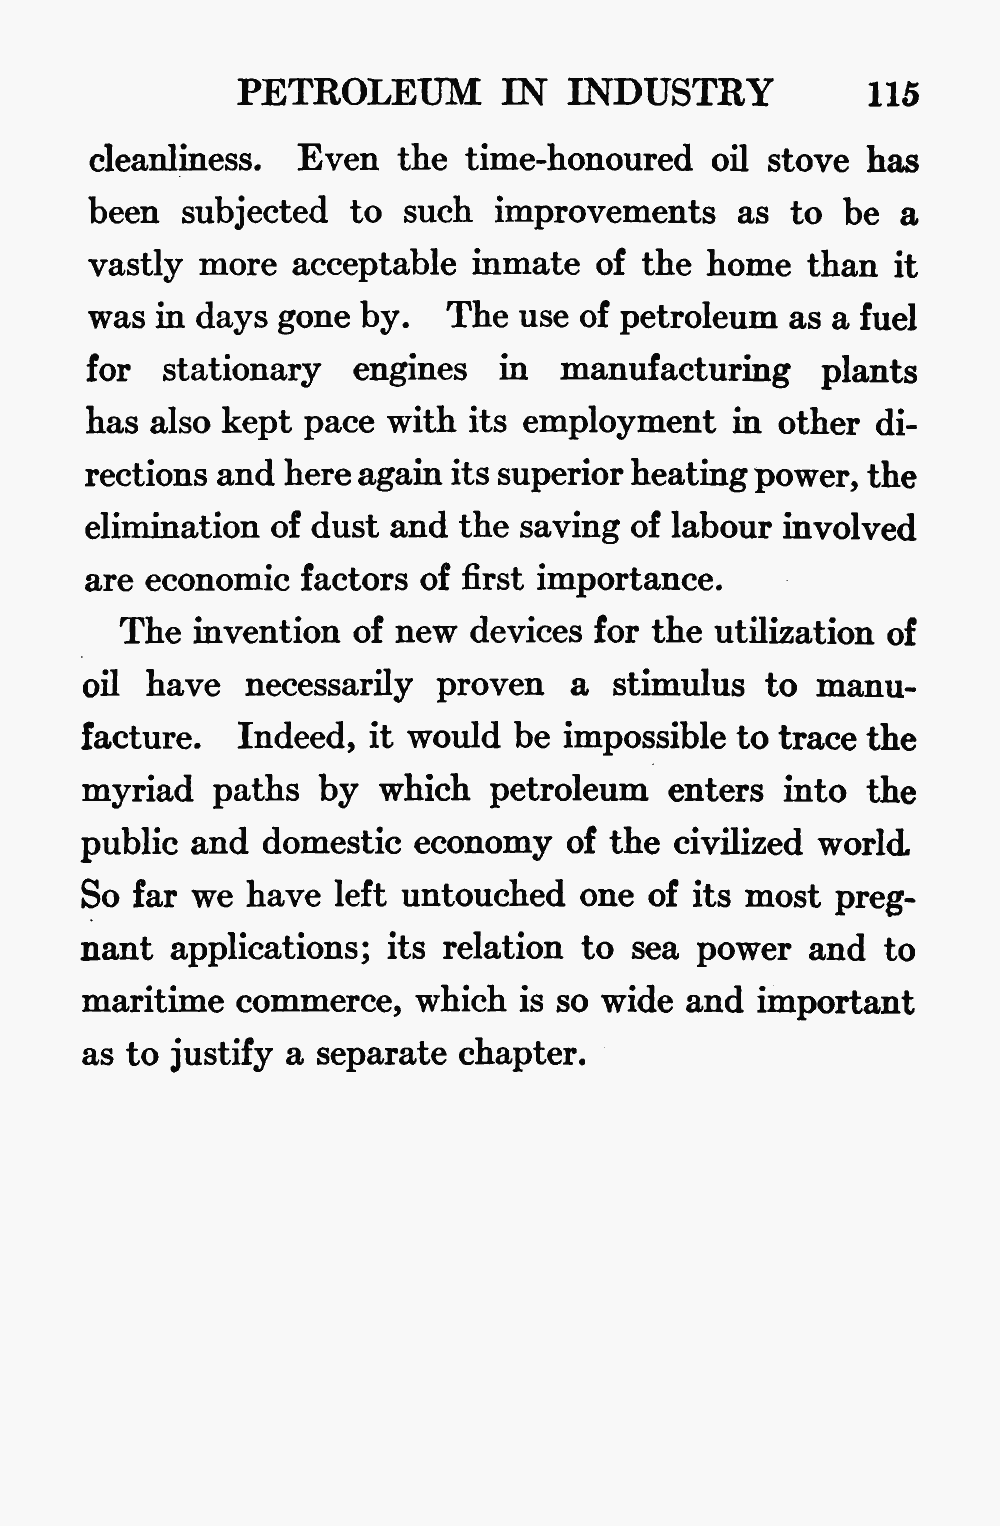 PETROLEUM IN INDUSTRY 115
cleanliness. Even the time-honoured oil stove has
been subjected to such improvements as to be a
vastly more acceptable inmate of the home than it
was in days gone by. The use of petroleum as a fuel
for stationary engines in manufacturing plants
has also kept pace with its employment in other di-
rections and here again its superior heating power, the
elimination of dust and the saving of labour involved
are economic factors of first importance.
The invention of new devices for the utilization of
oil have necessarily proven a stimulus to manu-
facture. Indeed, it would be impossible to trace the
myriad paths by which petroleum enters into the
public and domestic economy of the civilized world.
So far we have left untouched one of its most preg-
nant applications; its relation to sea power and to
maritime commerce, which is so wide and important
as to justify a separate chapter.